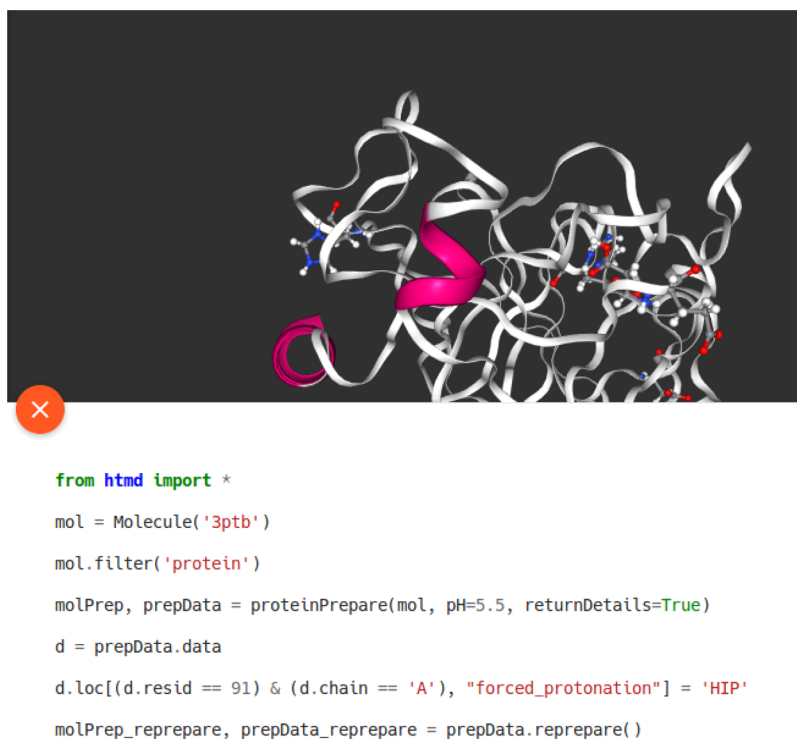 from htmd import *
mol = Molecule('3ptb')
mol.filter('protein')
molPrep, prepData = proteinPrepare(mol, pH=5.5, returnDetails=True)
d = prepData.data
d.loc[(d.resid == 91) & (d.chain == 'A'), "forced_protonation"] = 'HIP'
molPrep_reprepare, prepData_reprepare = prepData.reprepare()